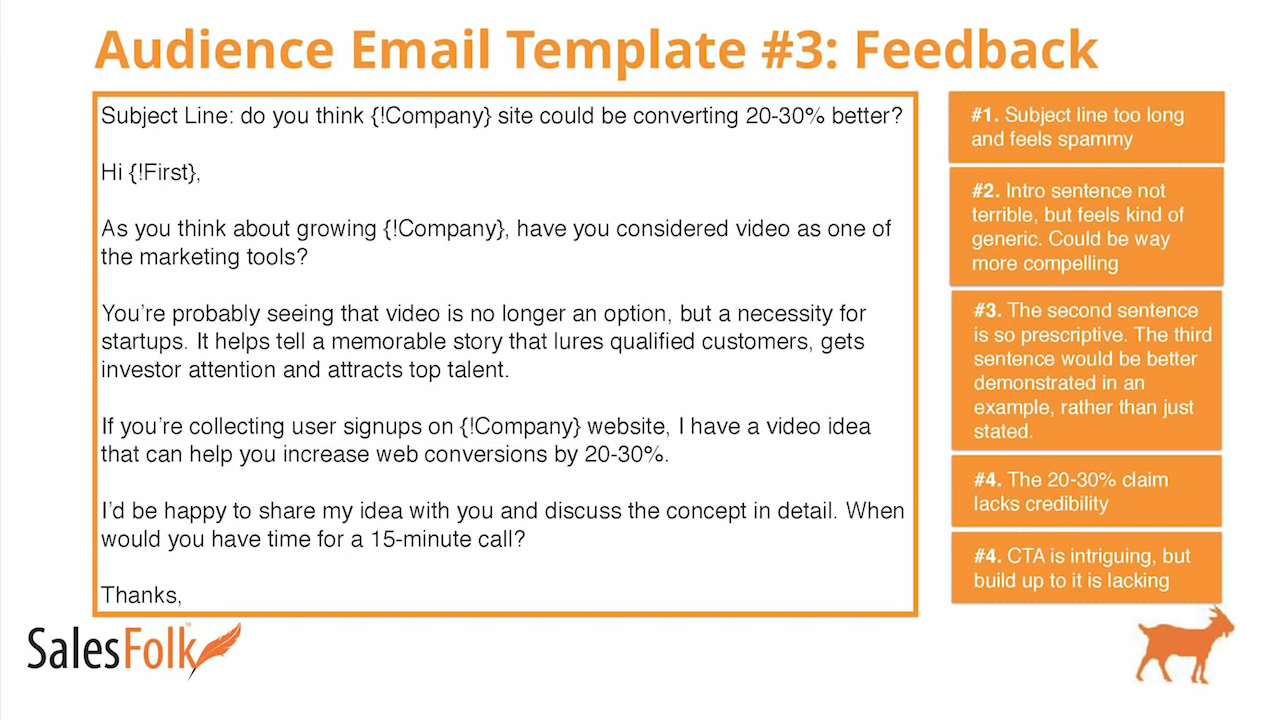 Audience Email Template #3: Feedback
Subject Line: do you think {!Company} site could be converting 20-30% better?
Hi {!First},
As you think about growing {!Company}, have you considered video as one of
the marketing tools?
You’re probably seeing that video is no longer an option, but a necessity for
startups. It helps tell a memorable story that lures qualified customers, gets
investor attention and attracts top talent.
If you’re collecting user signups on {!Company} website, I have a video idea
that can help you increase web conversions by 20-30%.
I’d be happy to share my idea with you and discuss the concept in detail. When
would you have time for a 15-minute call?
Thanks,
#1. Subject line too long
and feels spammy
#2. Intro sentence not
terrible, but feels kind of
generic. Could be way
more compelling
#3. The second sentence
is so prescriptive. The third
sentence would be better
demonstrated in an
example, rather than just
stated.
#4. The 20-30% claim
lacks credibility
#4. CTA is intriguing, but
build up to it is lacking
SalesFolk™